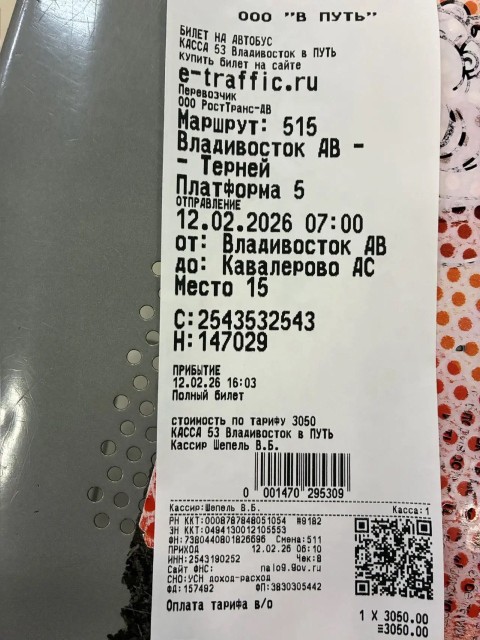 ООО "В ПУТЬ"
БИЛЕТ НА АВТОБУС
КАССА 53 Владивосток в ПУТЬ
Купить билет на сайте
e-traffic.ru
Перевозчик
ООО РостТранс-ДВ
Маршрут: 515
Владивосток АВ -
- Терней
Платформа 5
ОТПРАВЛЕНИЕ
12.02.2026 07:00
от: Владивосток АВ
до: Кавалерово АС
Место 15
С:2543532543
Н:147029
ПРИБЫТИЕ
12.02.26 16:03
Полный билет
стоимость по тарифу 3050
КАССА 53 Владивосток в ПУТЬ
Кассир Шепель В.Б.
0 001470 295309
Кассир:Шепель В.Б. Касса: 1
РН ККТ:0008787848051054 #9182
ЗН ККТ:0494130012105553
ФН:7380440801826696 Смена:511
ПРИХОД 12.02.26 06:10
ИНН:2543190252 Чек:8
Сайт ФНС: nalog.gov.ru
СНО:УСН доход-расход
ФД:157492 ФП:3830305442
Оплата тарифа в/о
1 X 3050.00
≡3050.00